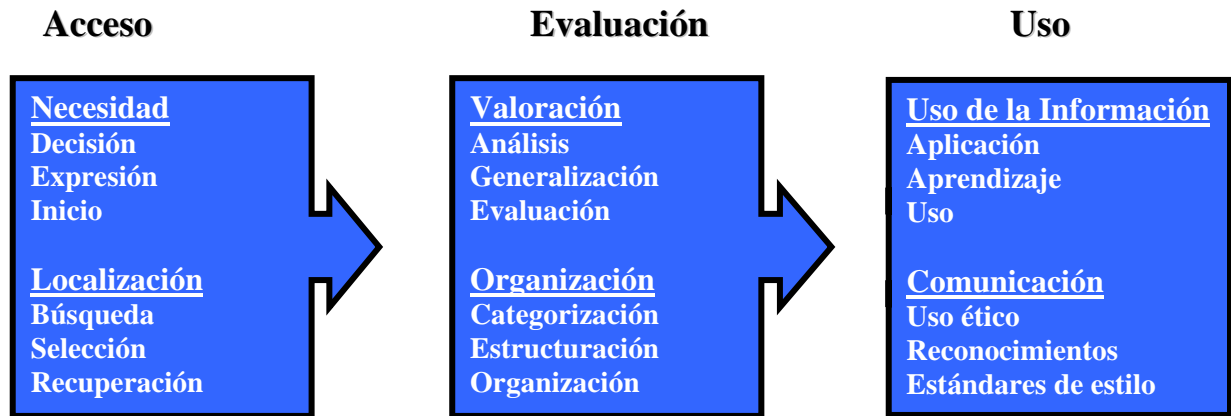 Acceso
Necesidad
Decisión
Expresión
Inicio
Localización
Búsqueda
Selección
Recuperación
Evaluación
Valoración
Análisis
Generalización
Evaluación
Organización
Categorización
Estructuración
Organización
Uso
Uso de la Información
Aplicación
Aprendizaje
Uso
Comunicación
Uso ético
Reconocimientos
Estándares de estilo